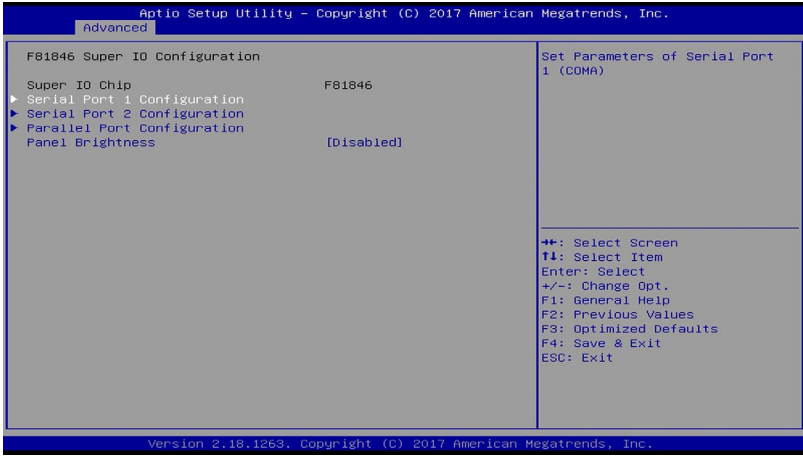 Aptio Setup Utility – Copyright (C) 2017 American Megatrends, Inc.
Advanced
F81846 Super IO Configuration
Super IO Chip F81846
▶ Serial Port 1 Configuration
▶ Serial Port 2 Configuration
▶ Parallel Port Configuration
Panel Brightness [Disabled]
Set Parameters of Serial Port
1 (COMA)
→←: Select Screen
↑↓: Select Item
Enter: Select
+/-: Change Opt.
F1: General Help
F2: Previous Values
F3: Optimized Defaults
F4: Save & Exit
ESC: Exit
Version 2.18.1263. Copyright (C) 2017 American Megatrends, Inc.